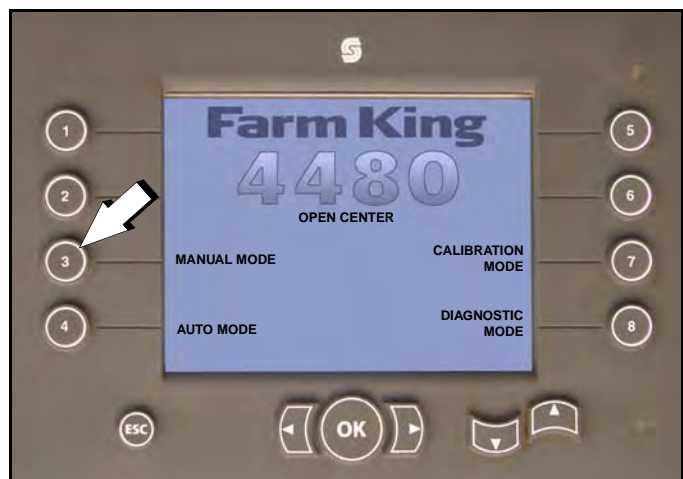 1
5
Farm King
4480
2
6
OPEN CENTER
3
MANUAL MODE
CALIBRATION
MODE
7
4
AUTO MODE
DIAGNOSTIC
MODE
8
ESC
OK